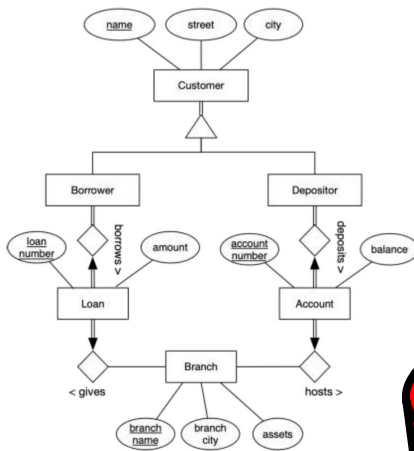 name
street
city
Customer
Borrower
Depositor
loan
number
borrows >
amount
account
number
deposits >
balance
Loan
Account
Branch
< gives
hosts >
branch
name
branch
city
assets